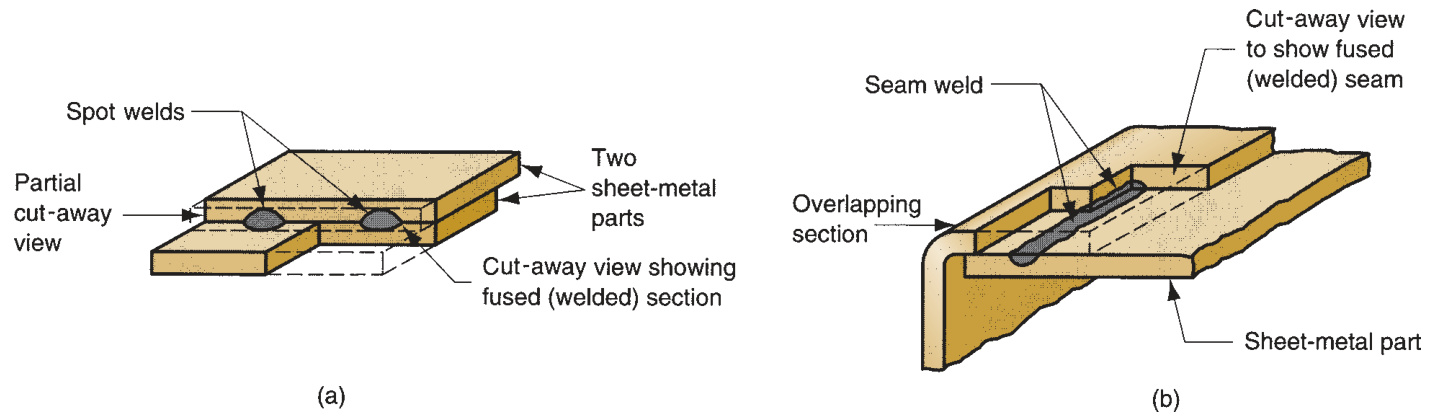 Spot welds
Partial
cut-away
view
Two
sheet-metal
parts
Cut-away view showing
fused (welded) section
(a)
Cut-away view
to show fused
(welded) seam
Seam weld
Overlapping
section
Sheet-metal part
(b)